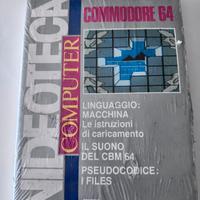 COMMODORE 64
VIDEOTECA
COMPUTER
LINGUAGGIO:
MACCHINA
Le istruzioni
di caricamento
IL SUONO
DEL CBM 64
PSEUDOCODICE:
I FILES